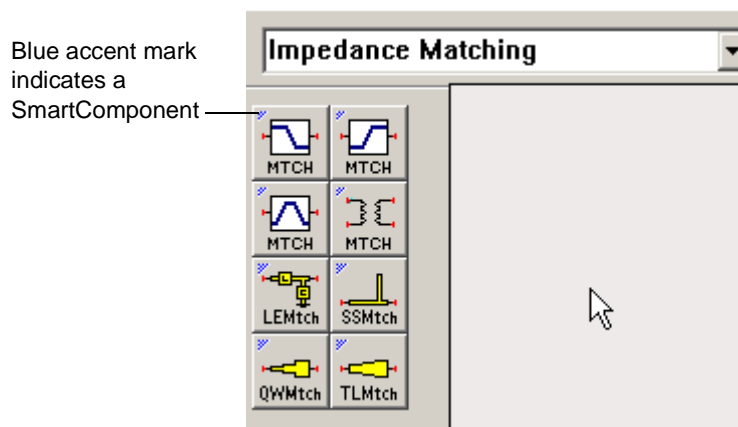 Blue accent mark
indicates a
SmartComponent
Impedance Matching
MTCH MTCH
MTCH MTCH
L
C
LEMtch SSMtch
QWMtch TLMtch